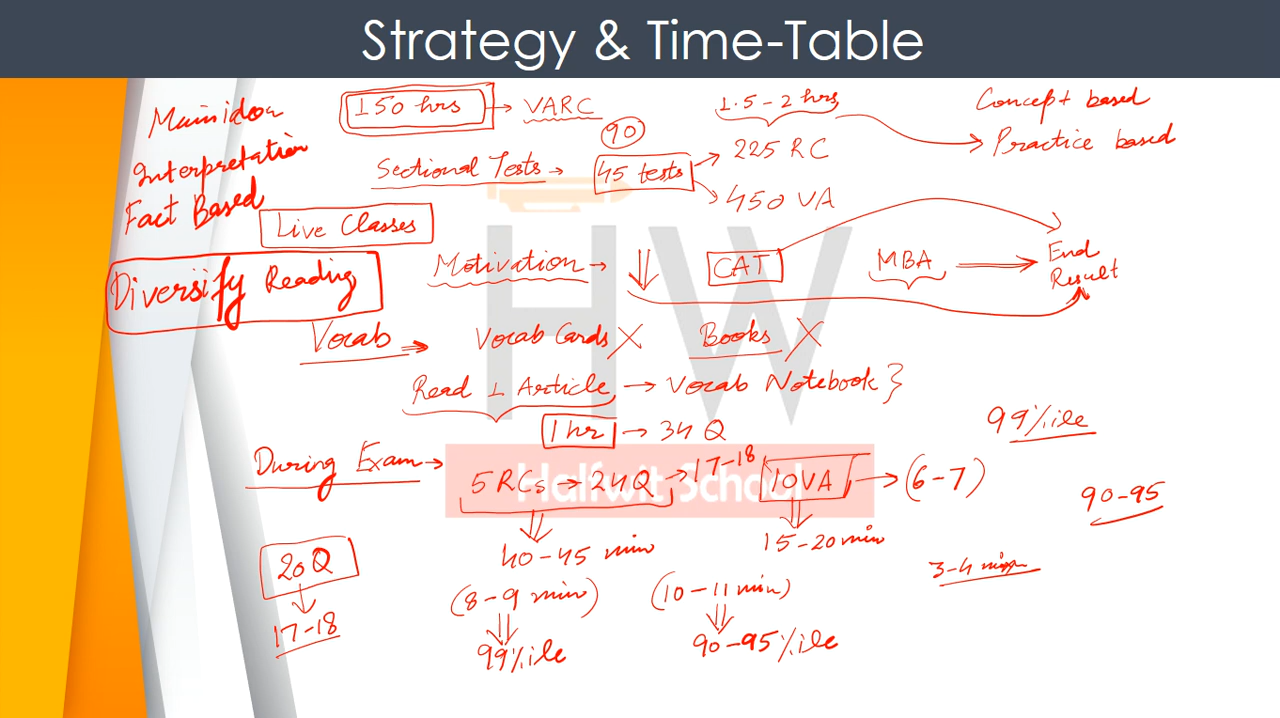 Strategy & Time-Table
Main idea
150 hrs → VARC
1.5 - 2 hrs
Concept based
Practice based
Interpretation
90
Sectional Tests → 45 tests
225 RC
450 VA
Fact Based
Live Classes
Diversify Reading
Motivation →
CAT
MBA
End
Result
Vocab
Vocab Cards
Books
Read 1 Article → Vocab Notebook }
1 hr → 34 Q
99%ile
During Exam →
5 RCs → 24 Q → 17-18
10VA → (6-7)
90-95
Halfwit School
HW
20Q
17-18
40-45 min
15-20 min
3-4 min
(8-9 min)
(10-11 min)
99%ile
90-95%ile